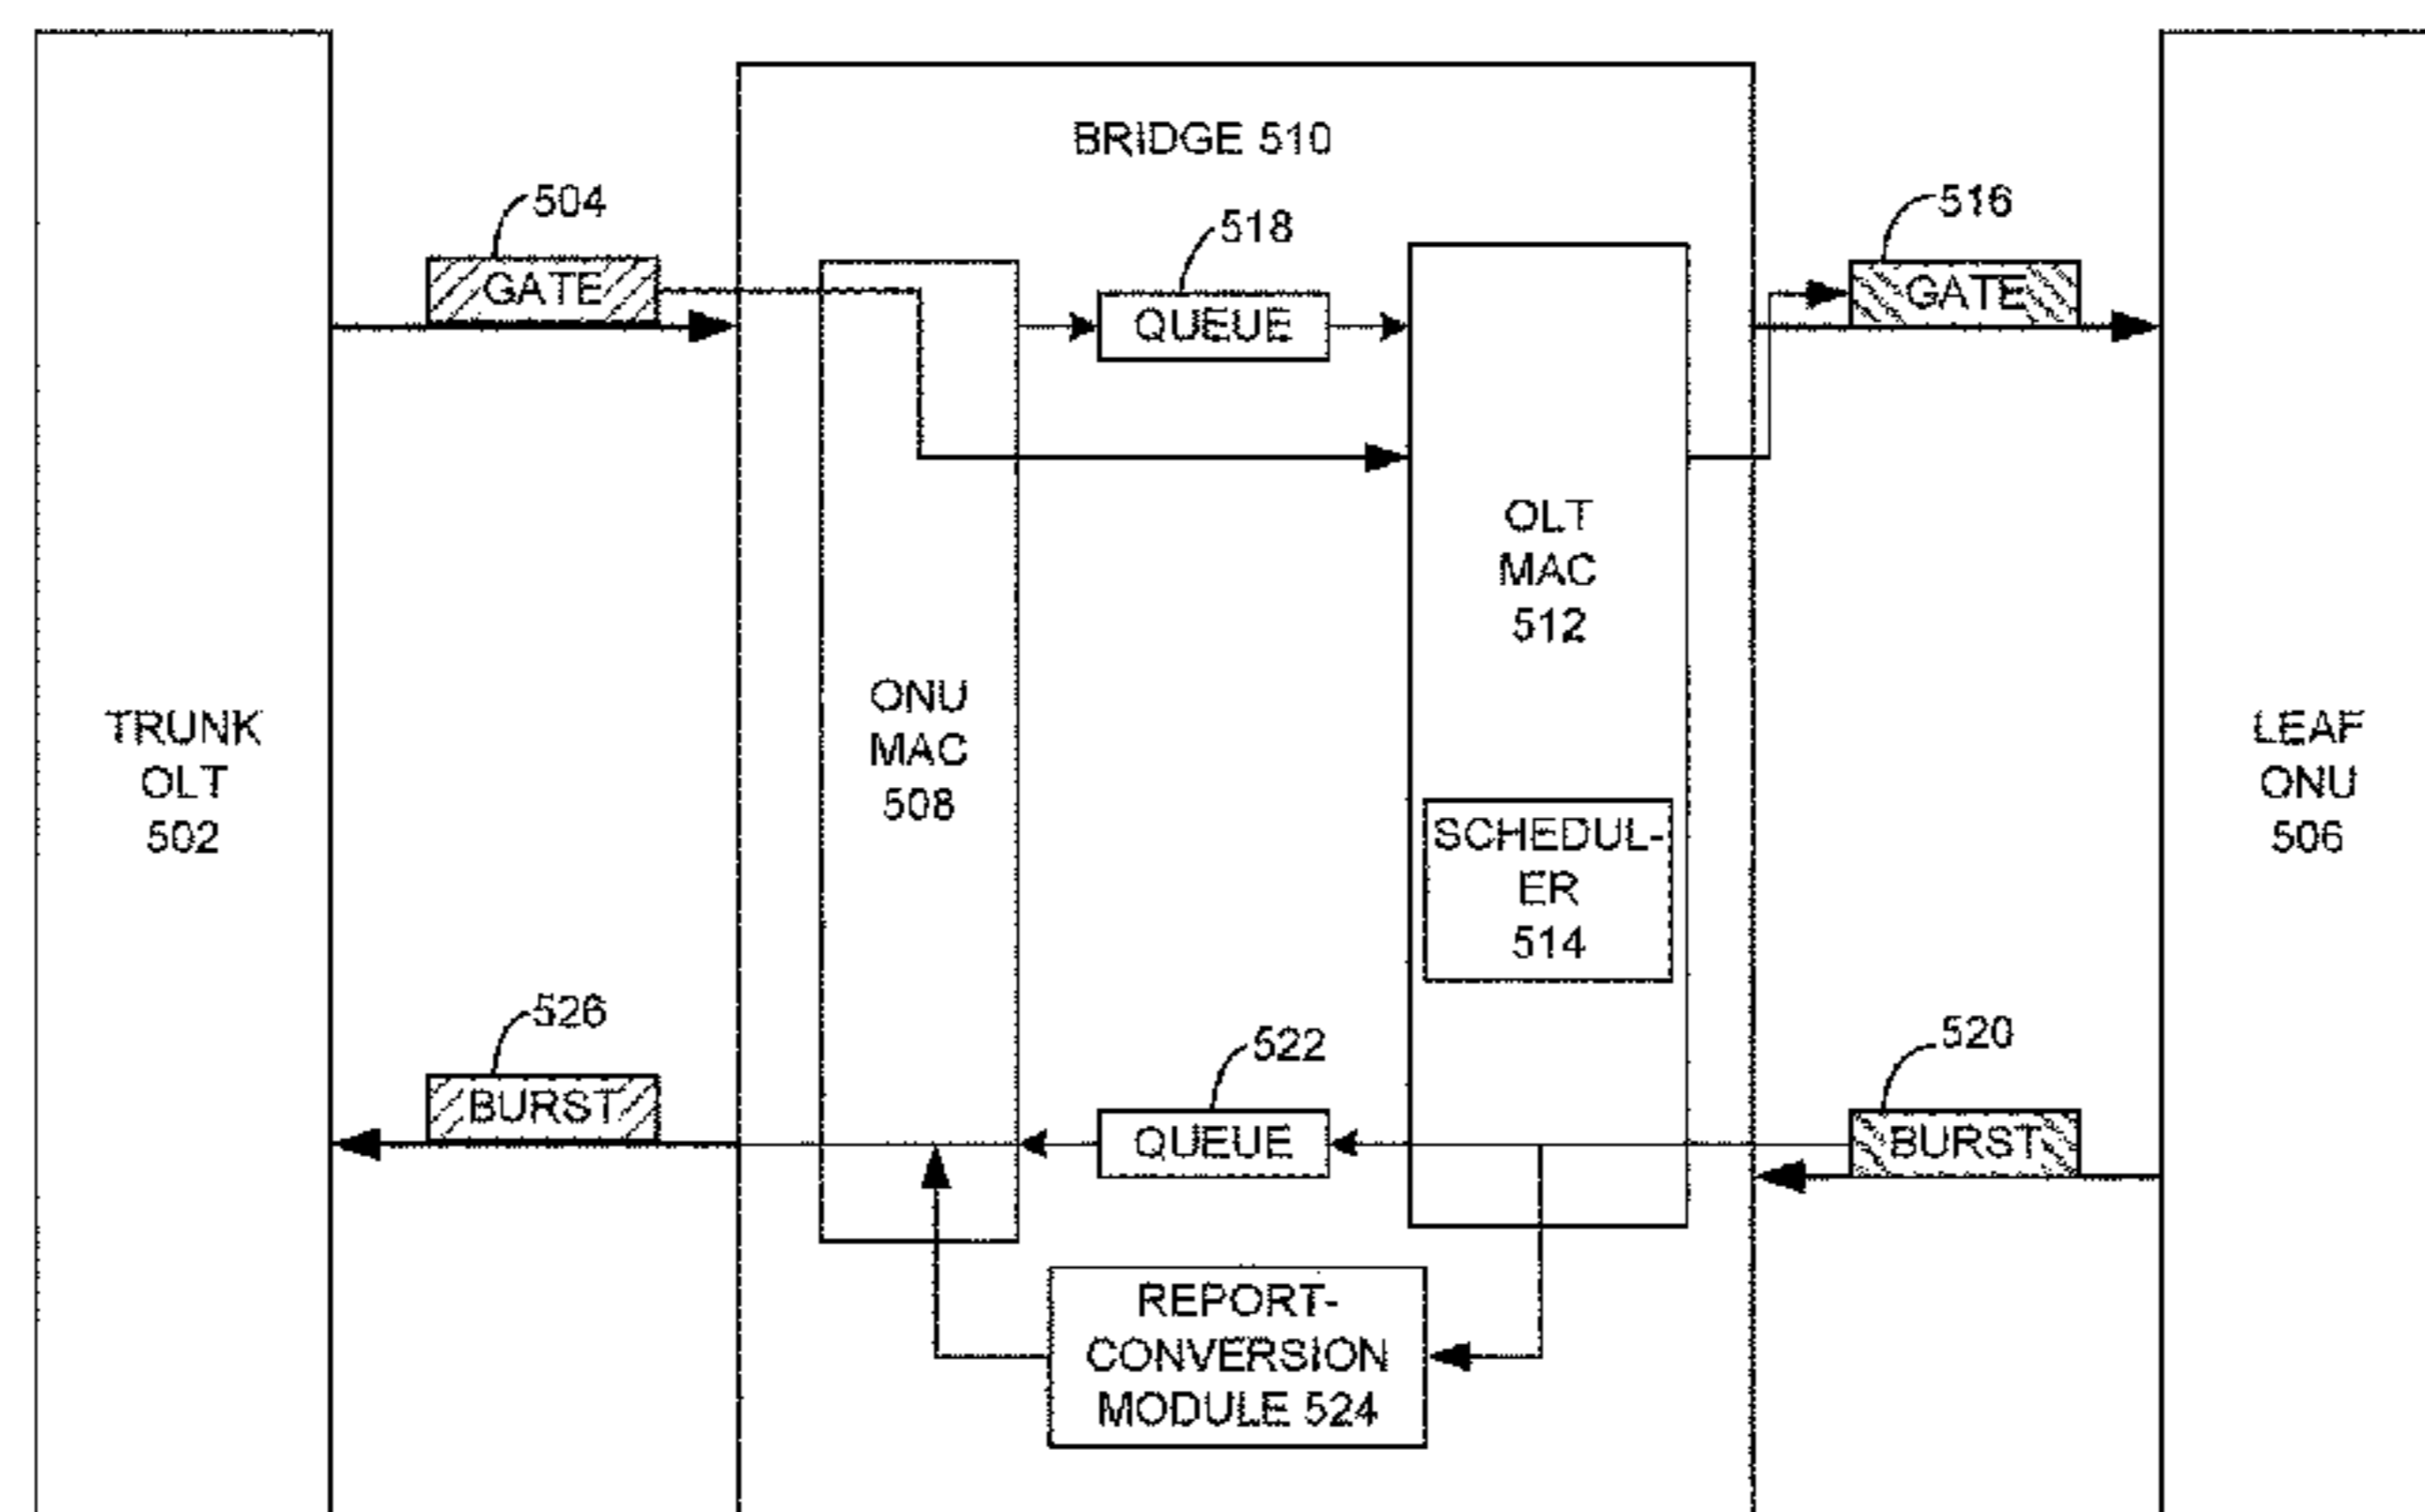 BRIDGE 510
504
516
518
GATE
GATE
QUEUE
OLT
MAC
512
ONU
MAC
508
TRUNK
OLT
502
LEAF
ONU
506
SCHEDUL-
ER
514
526
522
520
BURST
QUEUE
BURST
REPORT-
CONVERSION
MODULE 524